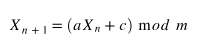 X_{n + 1} = (aX_n + c) mod m